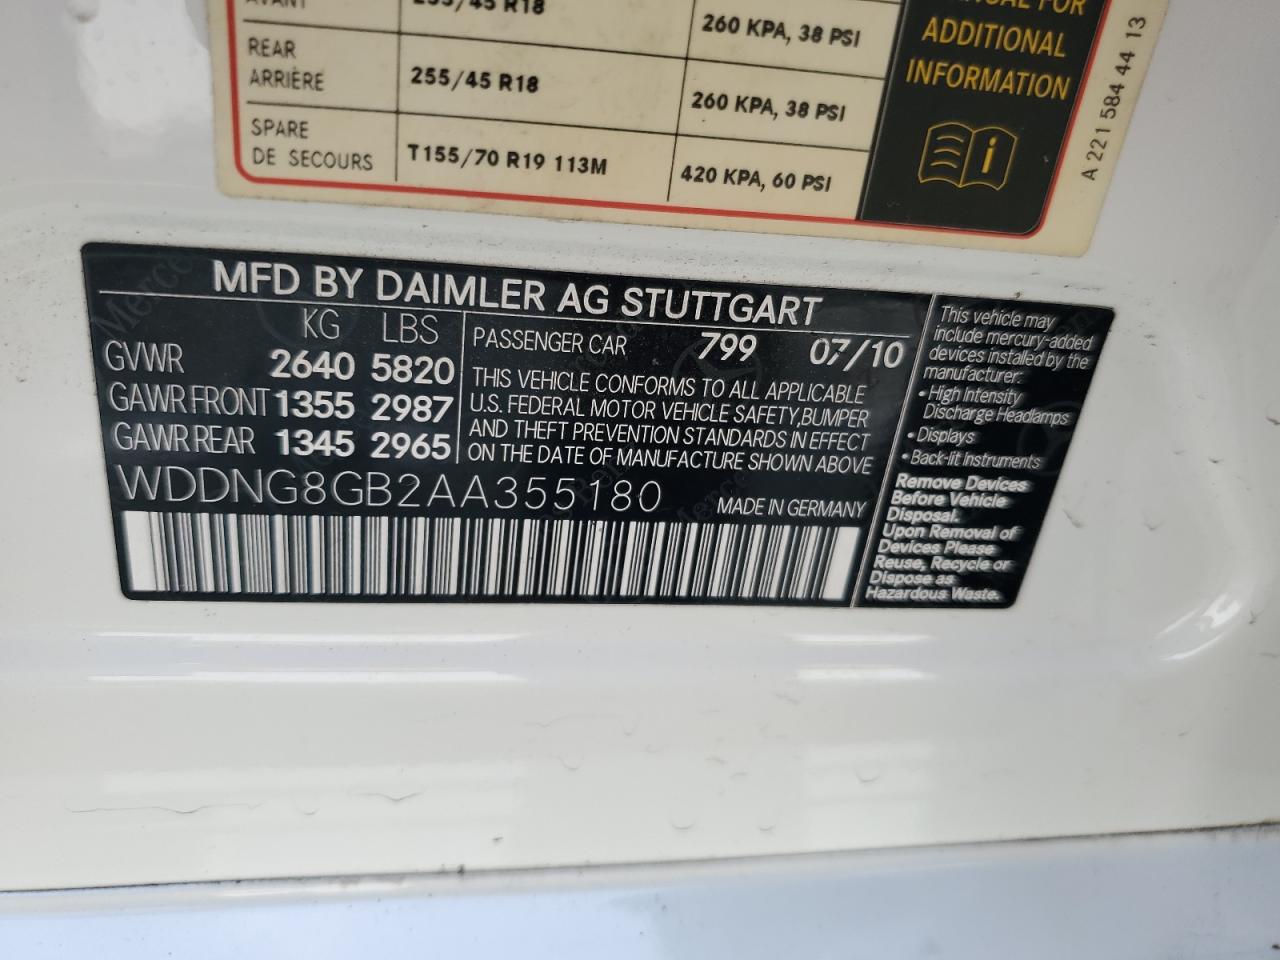 AVANT 255/45 R18 260 KPA, 38 PSI
REAR
ARRIÈRE 255/45 R18 260 KPA, 38 PSI
SPARE
DE SECOURS T155/70 R19 113M 420 KPA, 60 PSI
MANUAL FOR
ADDITIONAL
INFORMATION
i
A 221 584 44 13
MFD BY DAIMLER AG STUTTGART
KG LBS
GVWR 2640 5820
GAWR FRONT 1355 2987
GAWR REAR 1345 2965
PASSENGER CAR 799 07/10
THIS VEHICLE CONFORMS TO ALL APPLICABLE
U.S. FEDERAL MOTOR VEHICLE SAFETY,BUMPER
AND THEFT PREVENTION STANDARDS IN EFFECT
ON THE DATE OF MANUFACTURE SHOWN ABOVE
WDDNG8GB2AA355180 MADE IN GERMANY
This vehicle may
include mercury-added
devices installed by the
manufacturer:
• High Intensity
Discharge Headlamps
• Displays
• Back-lit Instruments
Remove Devices
Before Vehicle
Disposal.
Upon Removal of
Devices Please
Reuse, Recycle or
Dispose as
Hazardous Waste.